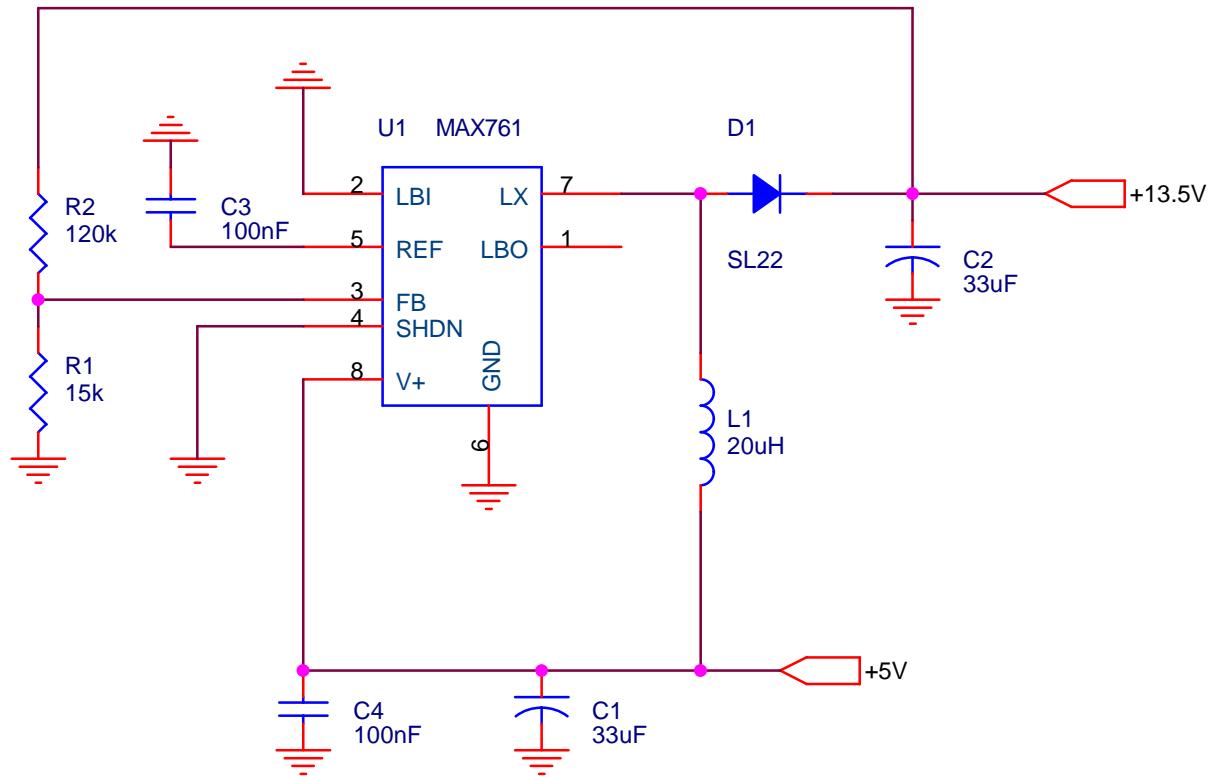 U1 MAX761
D1
2
LBI
LX
7
+13.5V
R2
120k
C3
100nF
5
REF
LBO
1
SL22
C2
33uF
3
FB
4
SHDN
R1
15k
8
V+
GND
6
L1
20uH
+5V
C4
100nF
C1
33uF